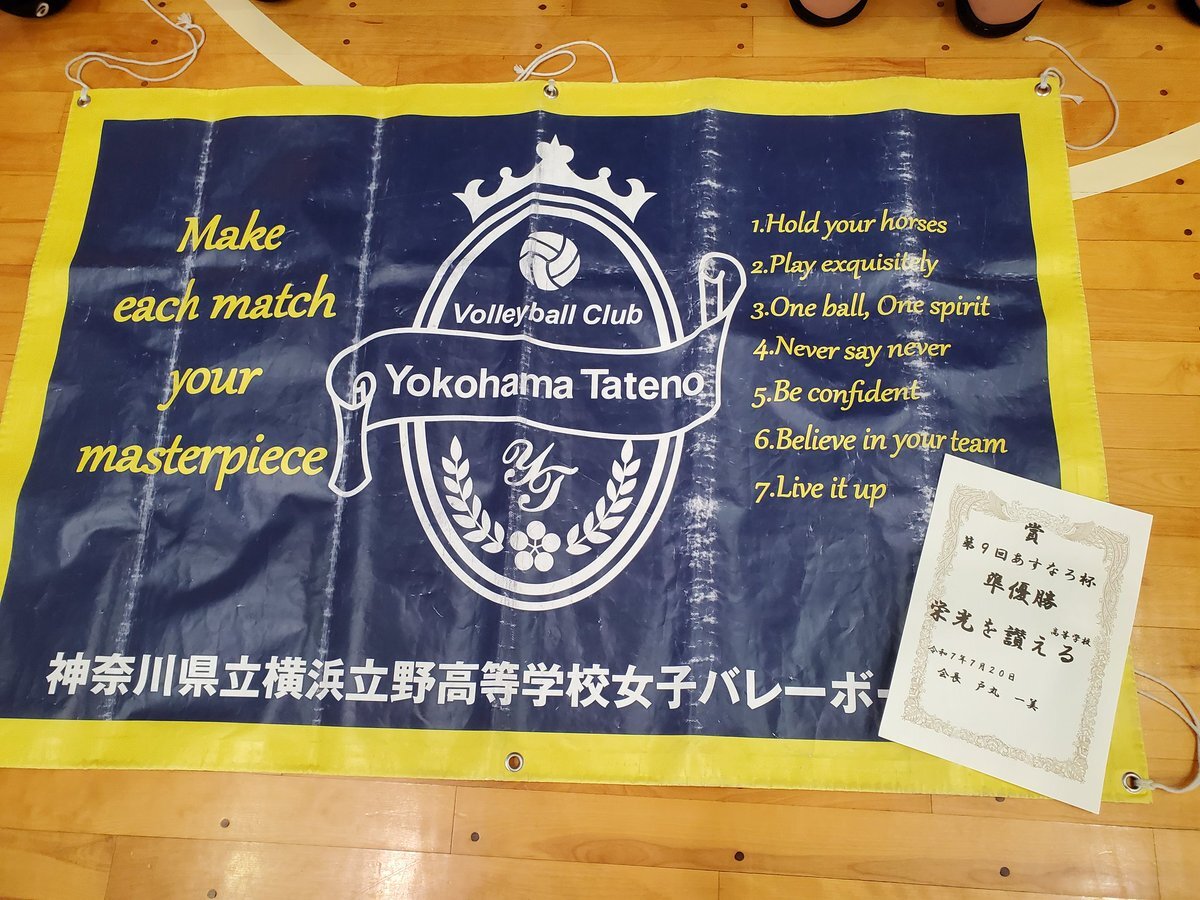 Make
each match
your
masterpiece
Volleyball Club
Yokohama Tateno
YT
1.Hold your horses
2.Play exquisitely
3.One ball, One spirit
4.Never say never
5.Be confident
6.Believe in your team
7.Live it up
神奈川県立横浜立野高等学校女子バレーボー
賞
第9回あすなろ杯
準優勝
高等学校
栄光を讃える
令和7年7月20日
会長 戸丸 一美